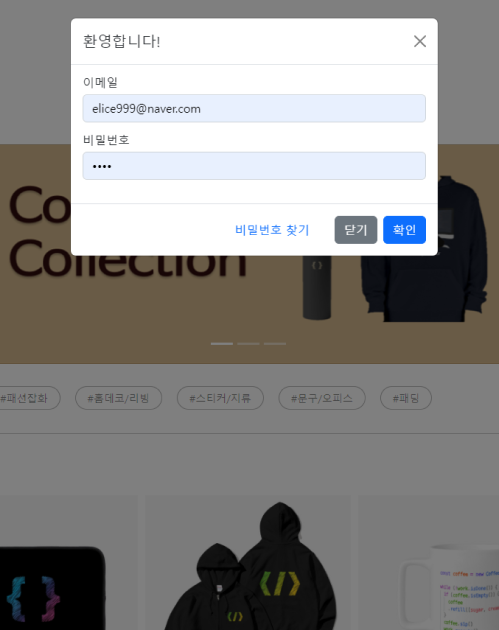 환영합니다!
이메일
elice999@naver.com
비밀번호
••••
비밀번호 찾기
닫기
확인
Co
Collection
#패션잡화
#홈데코/리빙
#스티커/지류
#문구/오피스
#패딩
{ }
</>
</>